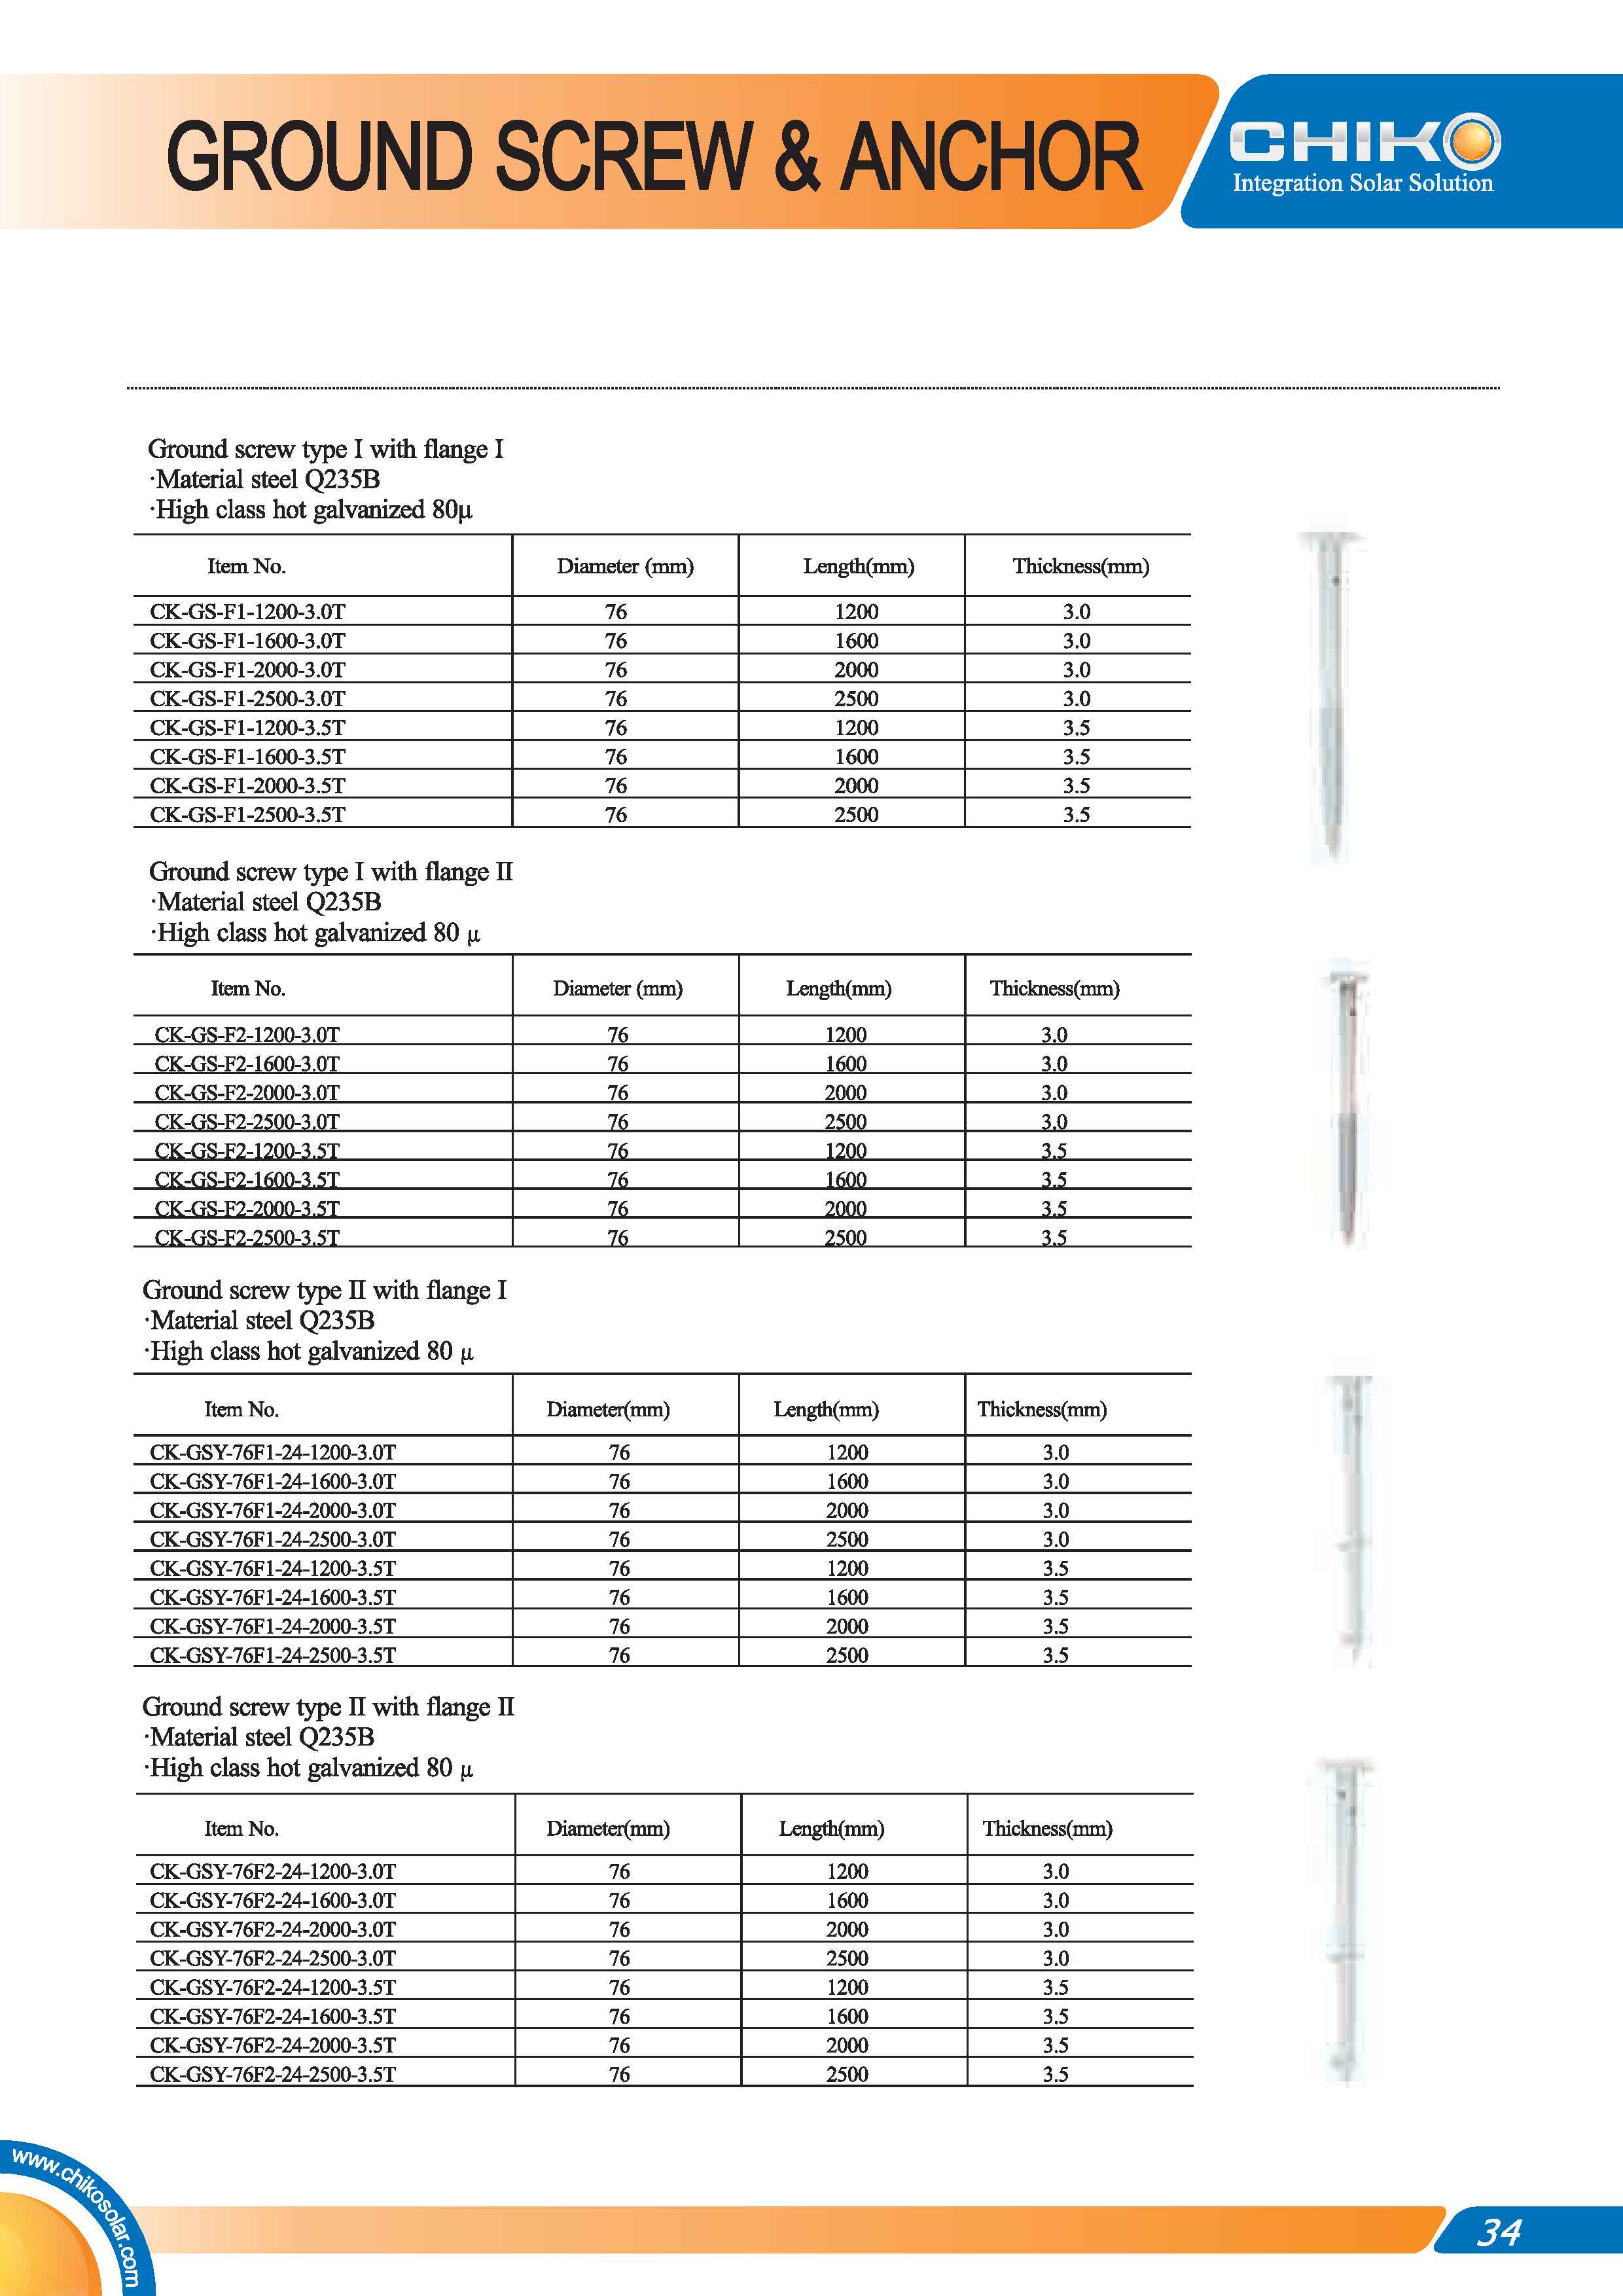 GROUND SCREW & ANCHOR
CHIKO
Integration Solar Solution
Ground screw type I with flange I
·Material steel Q235B
·High class hot galvanized 80μ
Item No. Diameter (mm) Length(mm) Thickness(mm)
CK-GS-F1-1200-3.0T 76 1200 3.0
CK-GS-F1-1600-3.0T 76 1600 3.0
CK-GS-F1-2000-3.0T 76 2000 3.0
CK-GS-F1-2500-3.0T 76 2500 3.0
CK-GS-F1-1200-3.5T 76 1200 3.5
CK-GS-F1-1600-3.5T 76 1600 3.5
CK-GS-F1-2000-3.5T 76 2000 3.5
CK-GS-F1-2500-3.5T 76 2500 3.5
Ground screw type I with flange II
·Material steel Q235B
·High class hot galvanized 80 μ
Item No. Diameter (mm) Length(mm) Thickness(mm)
CK-GS-F2-1200-3.0T 76 1200 3.0
CK-GS-F2-1600-3.0T 76 1600 3.0
CK-GS-F2-2000-3.0T 76 2000 3.0
CK-GS-F2-2500-3.0T 76 2500 3.0
CK-GS-F2-1200-3.5T 76 1200 3.5
CK-GS-F2-1600-3.5T 76 1600 3.5
CK-GS-F2-2000-3.5T 76 2000 3.5
CK-GS-F2-2500-3.5T 76 2500 3.5
Ground screw type II with flange I
·Material steel Q235B
·High class hot galvanized 80 μ
Item No. Diameter(mm) Length(mm) Thickness(mm)
CK-GSY-76F1-24-1200-3.0T 76 1200 3.0
CK-GSY-76F1-24-1600-3.0T 76 1600 3.0
CK-GSY-76F1-24-2000-3.0T 76 2000 3.0
CK-GSY-76F1-24-2500-3.0T 76 2500 3.0
CK-GSY-76F1-24-1200-3.5T 76 1200 3.5
CK-GSY-76F1-24-1600-3.5T 76 1600 3.5
CK-GSY-76F1-24-2000-3.5T 76 2000 3.5
CK-GSY-76F1-24-2500-3.5T 76 2500 3.5
Ground screw type II with flange II
·Material steel Q235B
·High class hot galvanized 80 μ
Item No. Diameter(mm) Length(mm) Thickness(mm)
CK-GSY-76F2-24-1200-3.0T 76 1200 3.0
CK-GSY-76F2-24-1600-3.0T 76 1600 3.0
CK-GSY-76F2-24-2000-3.0T 76 2000 3.0
CK-GSY-76F2-24-2500-3.0T 76 2500 3.0
CK-GSY-76F2-24-1200-3.5T 76 1200 3.5
CK-GSY-76F2-24-1600-3.5T 76 1600 3.5
CK-GSY-76F2-24-2000-3.5T 76 2000 3.5
CK-GSY-76F2-24-2500-3.5T 76 2500 3.5
www.chikosolar.com
34